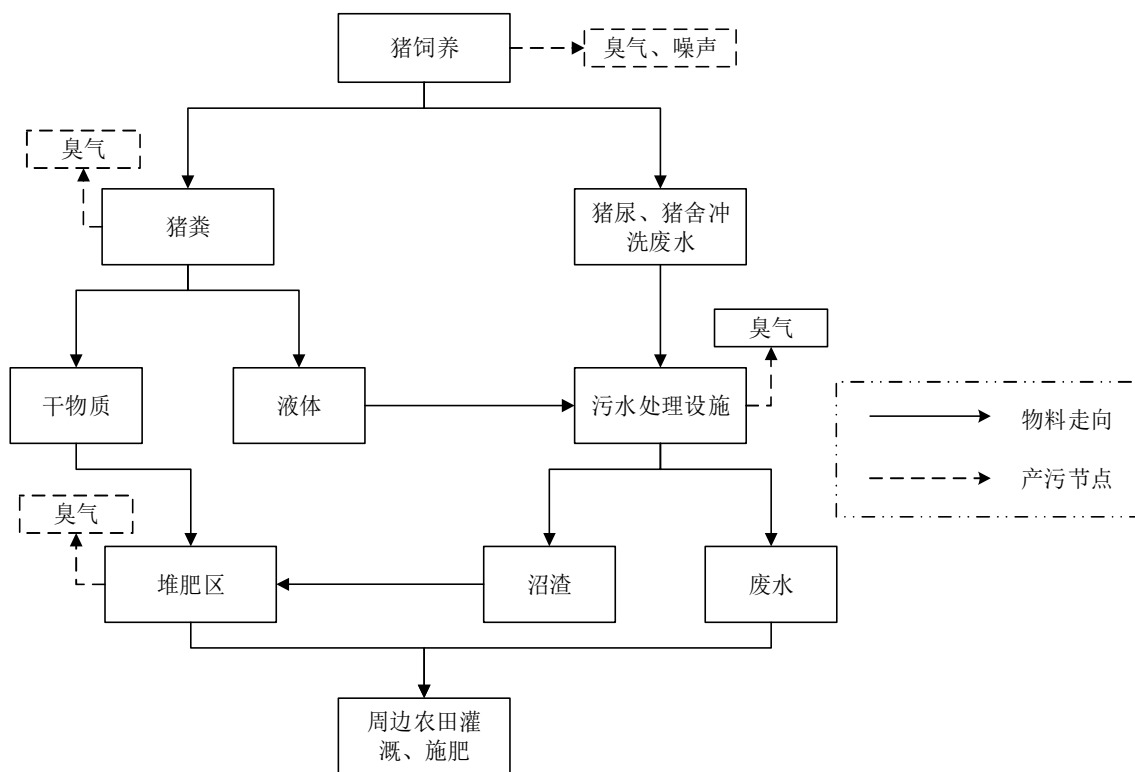 猪饲养
臭气、噪声
臭气
猪粪
猪尿、猪舍冲
洗废水
臭气
干物质
液体
污水处理设施
物料走向
产污节点
臭气
堆肥区
沼渣
废水
周边农田灌
溉、施肥